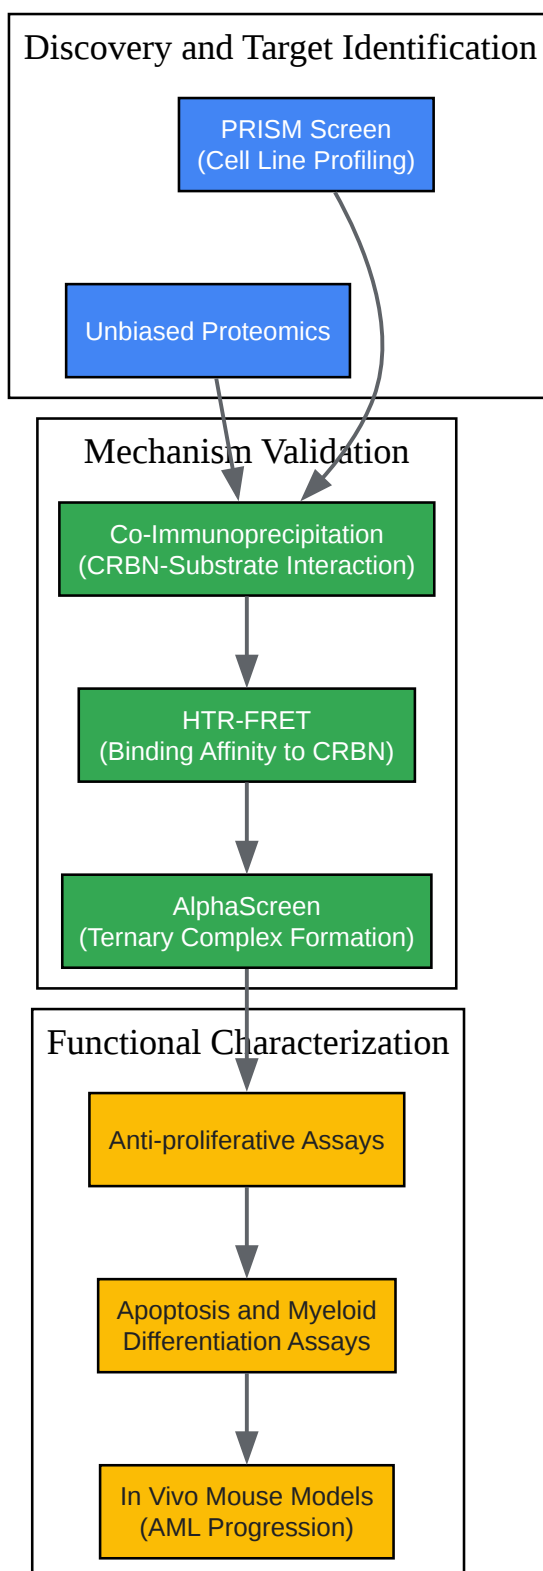 Discovery and Target Identification
PRISM Screen
(Cell Line Profiling)
Unbiased Proteomics
Mechanism Validation
Co-Immunoprecipitation
(CRBN-Substrate Interaction)
HTR-FRET
(Binding Affinity to CRBN)
AlphaScreen
(Ternary Complex Formation)
Functional Characterization
Anti-proliferative Assays
Apoptosis and Myeloid
Differentiation Assays
In Vivo Mouse Models
(AML Progression)